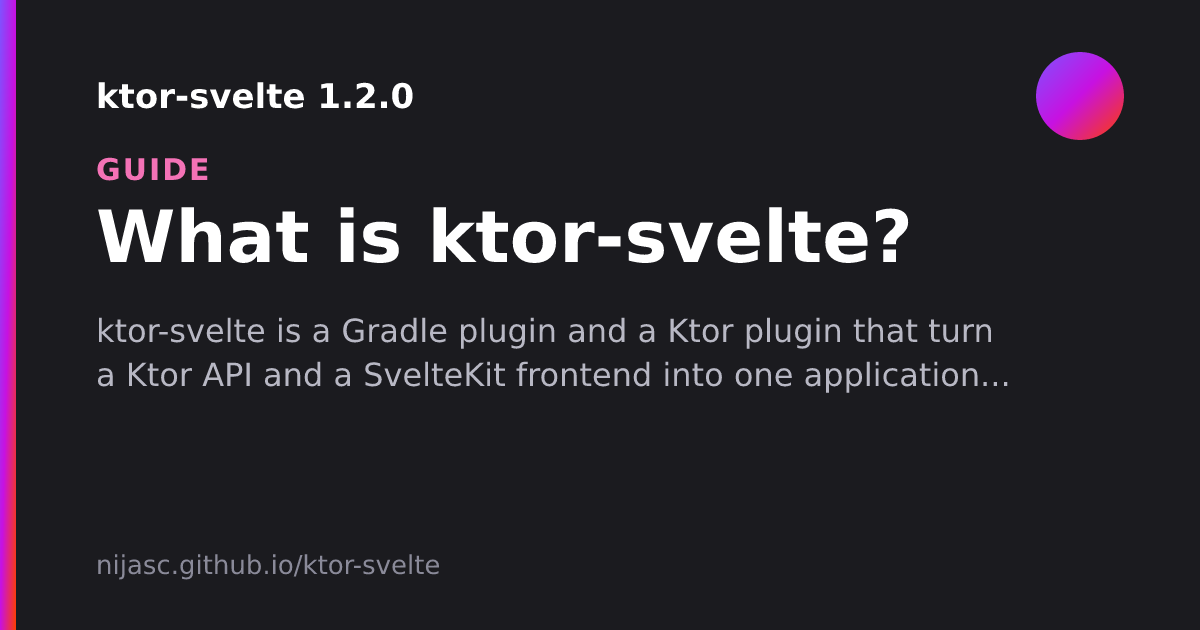 ktor-svelte 1.2.0
GUIDE
What is ktor-svelte?
ktor-svelte is a Gradle plugin and a Ktor plugin that turn
a Ktor API and a SvelteKit frontend into one application...
nijasc.github.io/ktor-svelte